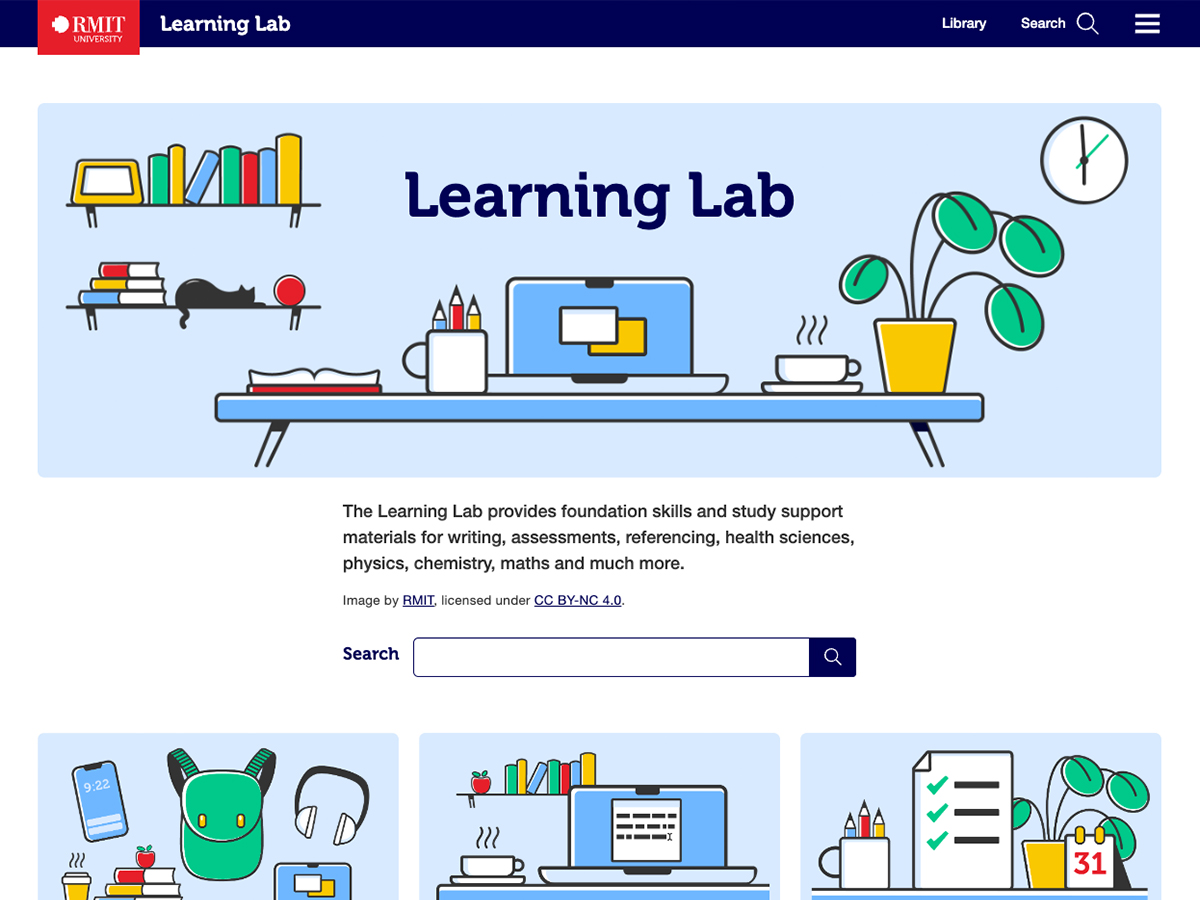 RMIT
UNIVERSITY
Learning Lab
Library
Search
Learning Lab
The Learning Lab provides foundation skills and study support
materials for writing, assessments, referencing, health sciences,
physics, chemistry, maths and much more.
Image by RMIT, licensed under CC BY-NC 4.0.
Search
9:22
31